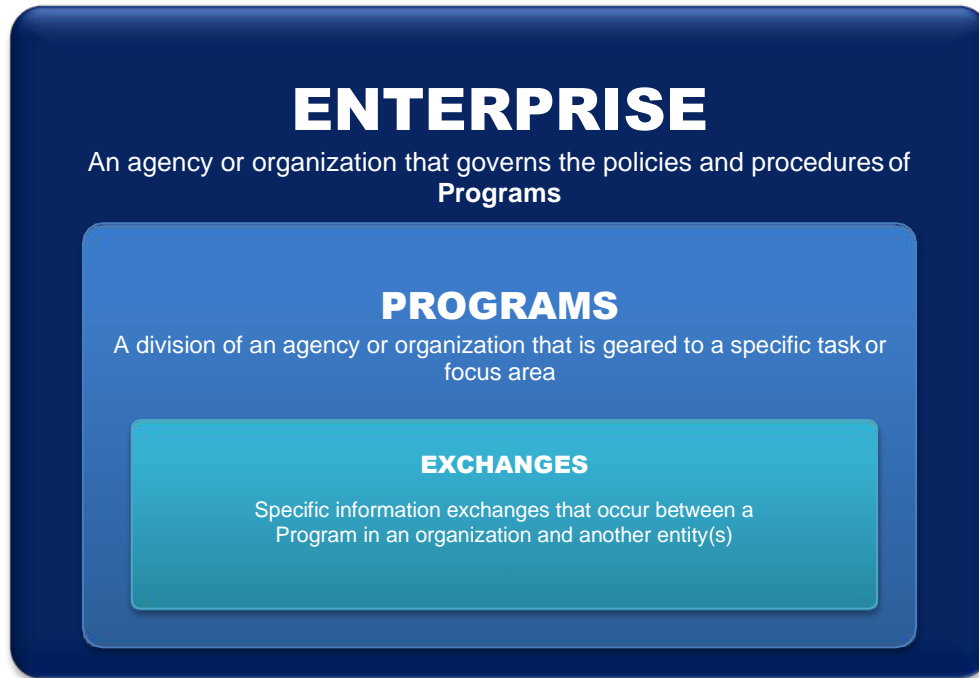 ENTERPRISE
An agency or organization that governs the policies and procedures of
Programs
PROGRAMS
A division of an agency or organization that is geared to a specific task or
focus area
EXCHANGES
Specific information exchanges that occur between a
Program in an organization and another entity(s)